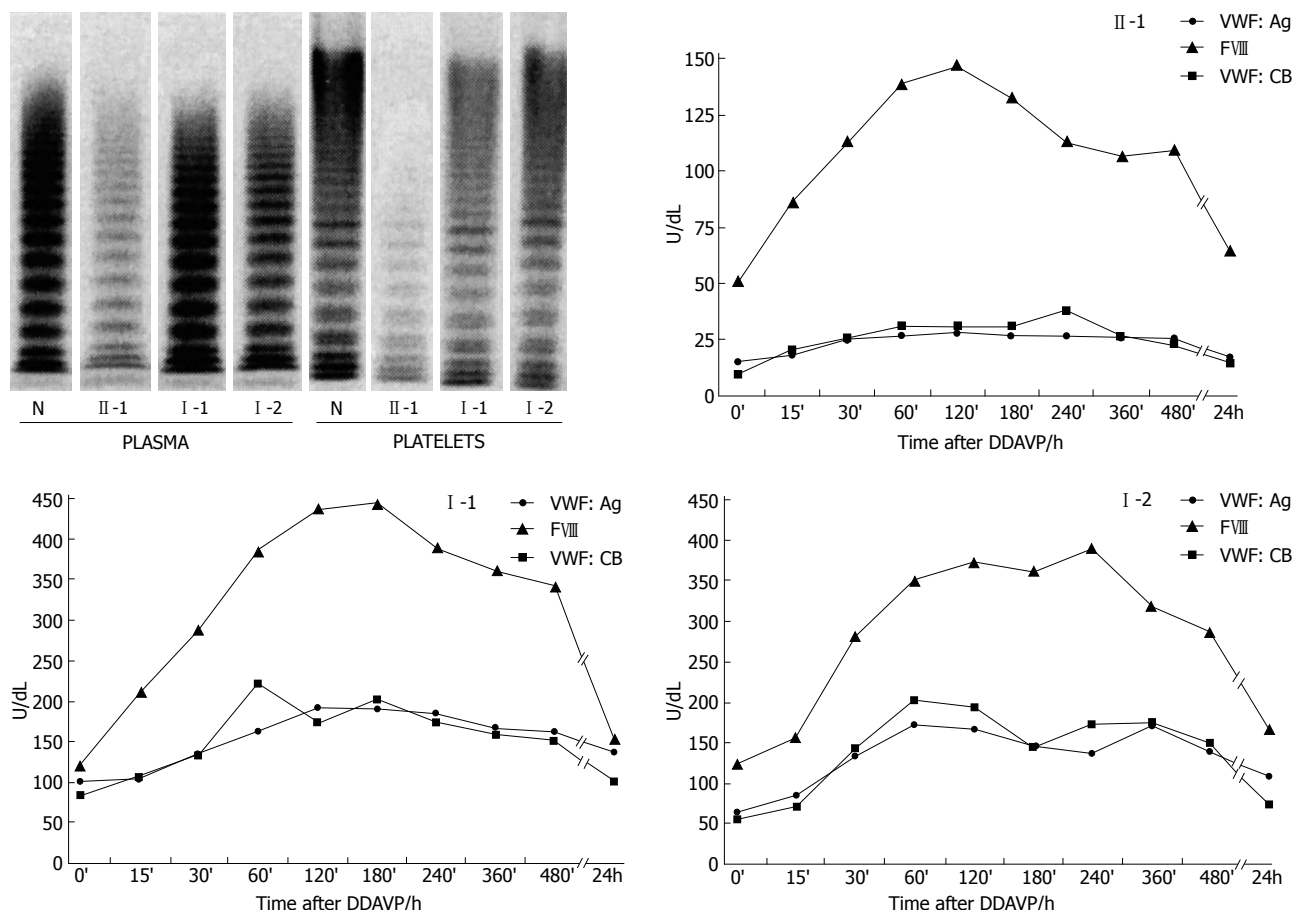 N II-1 I-1 I-2 N II-1 I-1 I-2
PLASMA PLATELETS
II-1 VWF: Ag
FVIII
VWF: CB
U/dL
150
125
100
75
50
25
0
0' 15' 30' 60' 120' 180' 240' 360' 480' 24h
Time after DDAVP/h
I-1 VWF: Ag
FVIII
VWF: CB
U/dL
450
400
350
300
250
200
150
100
50
0
0' 15' 30' 60' 120' 180' 240' 360' 480' 24h
Time after DDAVP/h
I-2 VWF: Ag
FVIII
VWF: CB
U/dL
450
400
350
300
250
200
150
100
50
0
0' 15' 30' 60' 120' 180' 240' 360' 480' 24h
Time after DDAVP/h